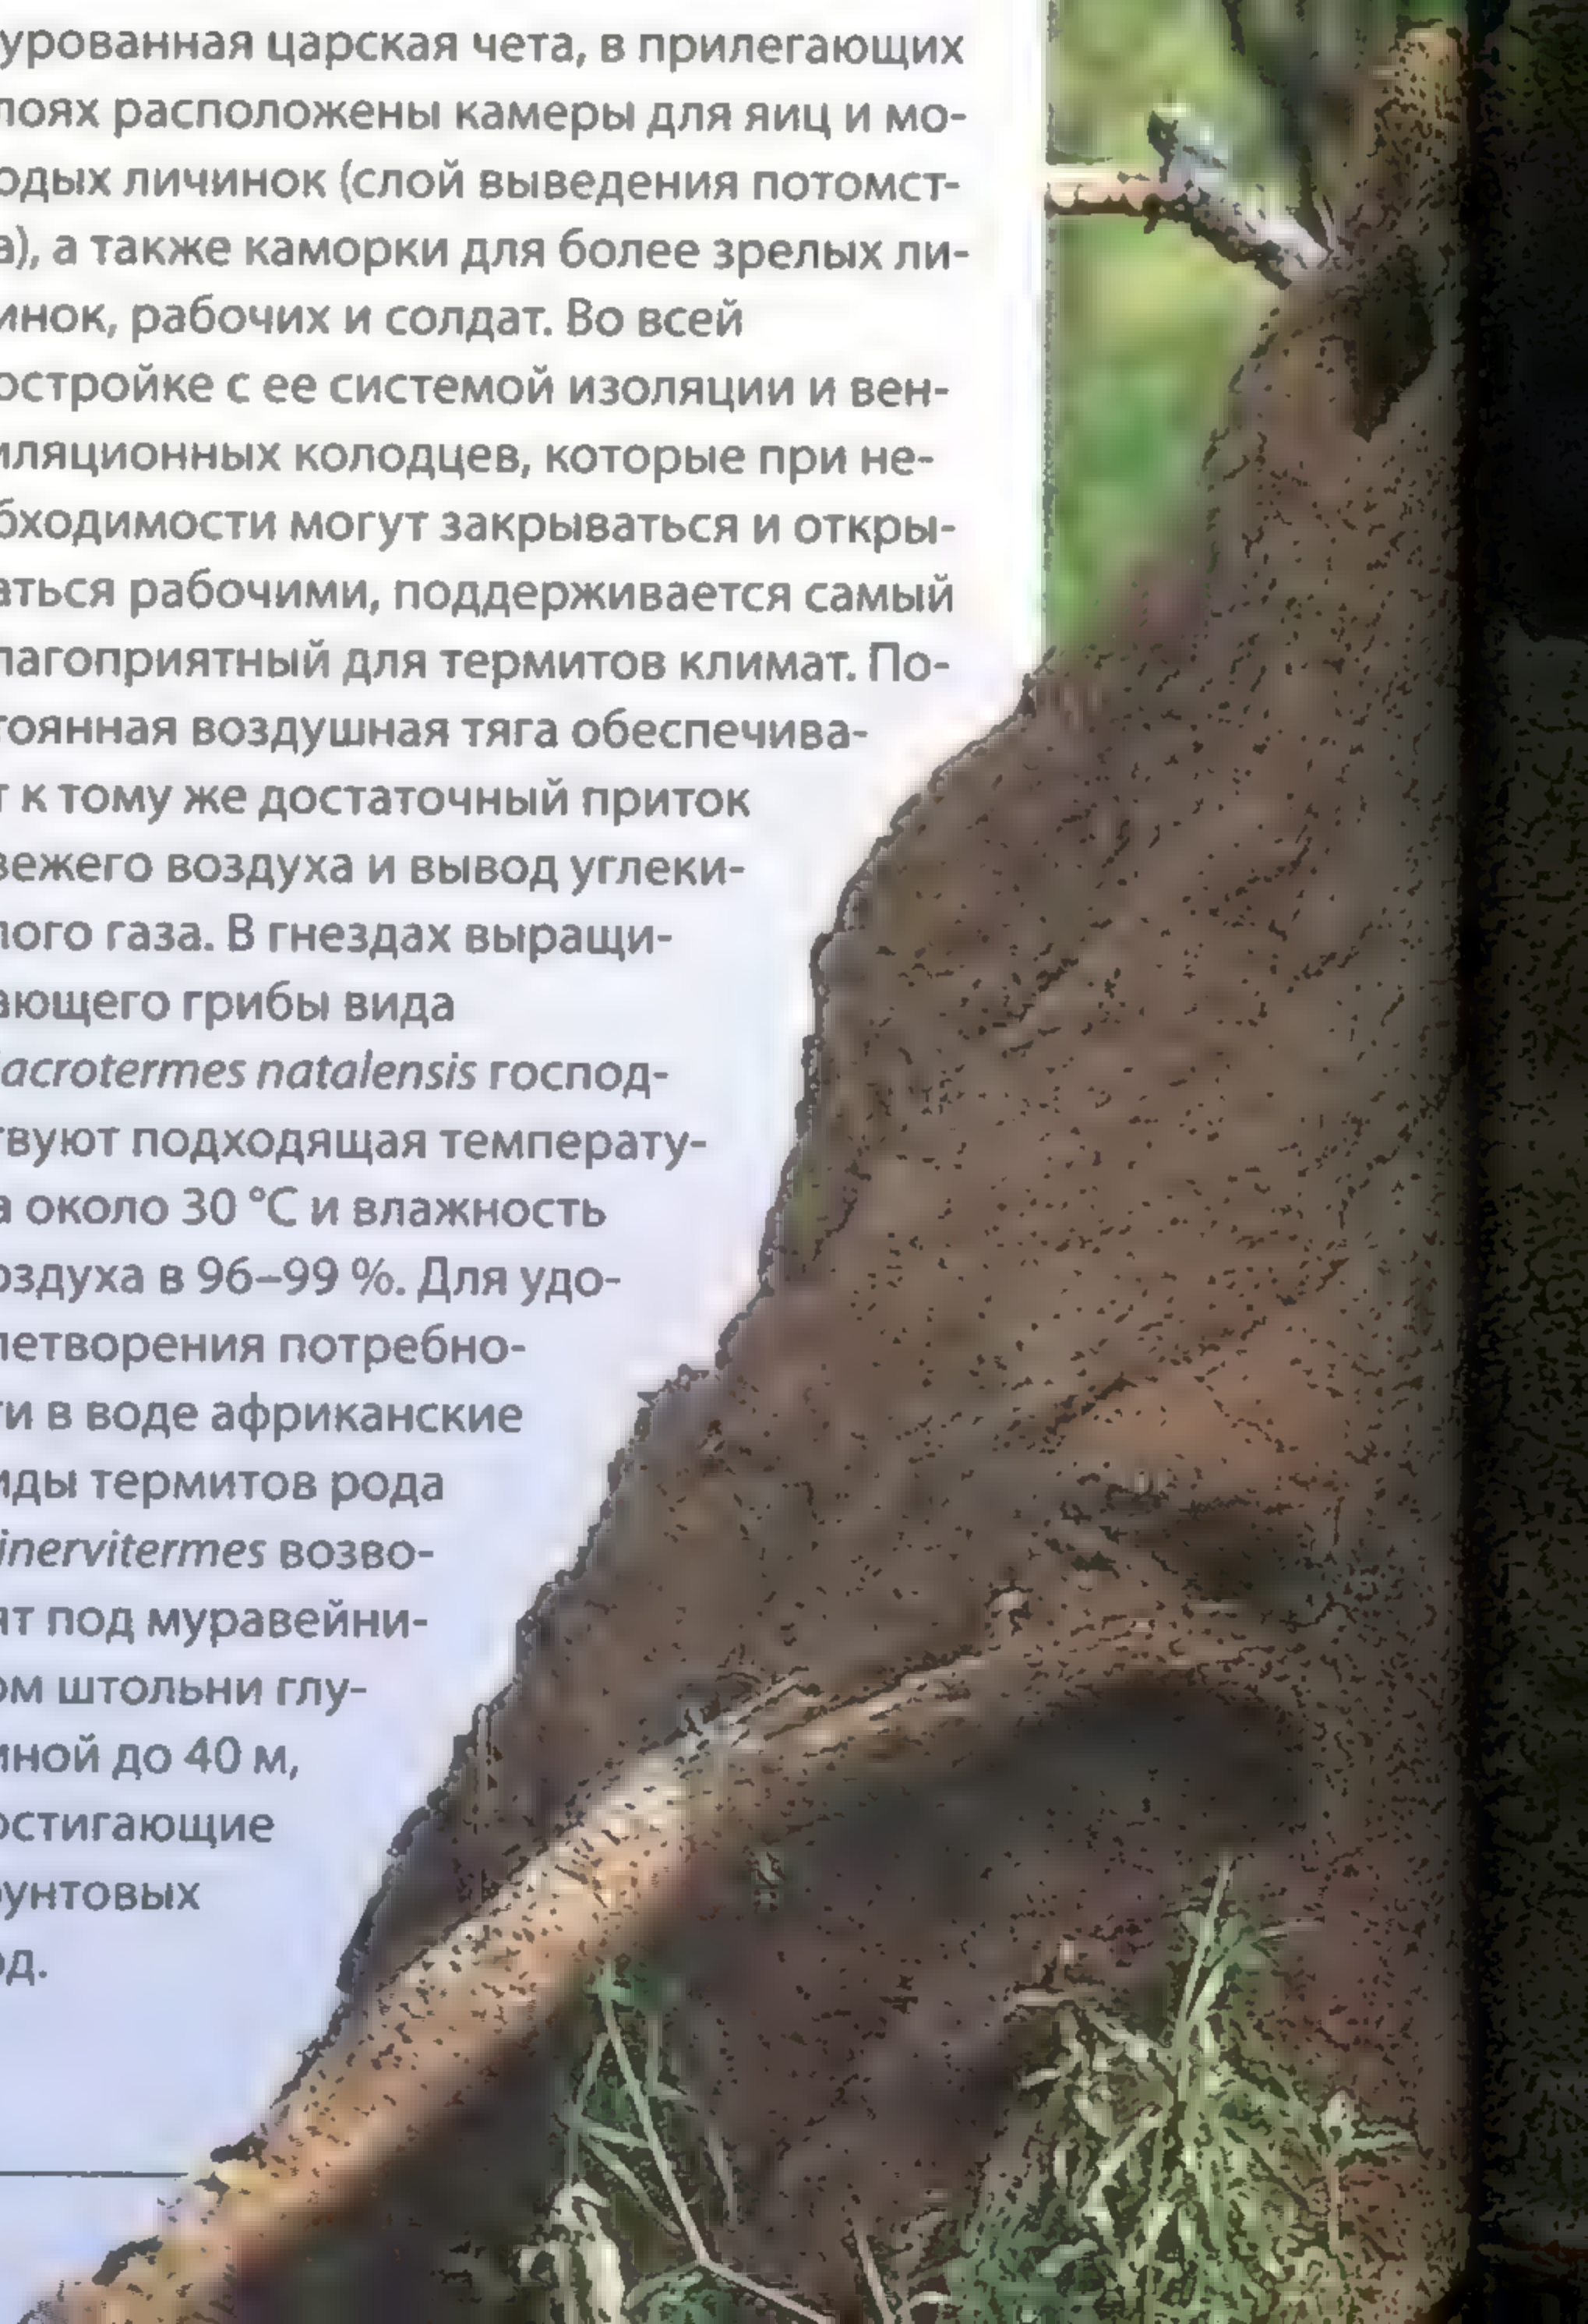 урованная царская чета, в прилегающих
лоях расположены камеры для яиц и мо-
одых личинок (слой выведения потомст-
а), а также каморки для более зрелых ли-
инок, рабочих и солдат. Во всей
остройке с ее системой изоляции и вен-
иляционных колодцев, которые при не-
бходимости могут закрываться и откры-
аться рабочими, поддерживается самый
лагоприятный для термитов климат. По-
тоянная воздушная тяга обеспечива-
т к тому же достаточный приток
вежего воздуха и вывод углеки-
лого газа. В гнездах выращи-
ающего грибы вида
acrotermes natalensis господ-
твуют подходящая температу-
а около 30 °C и влажность
оздуха в 96–99 %. Для удо-
летворения потребно-
ти в воде африканские
иды термитов рода
inervitermes возво-
ят под муравейни-
ом штольни глу-
иной до 40 м,
остигающие
рунтовых
од.